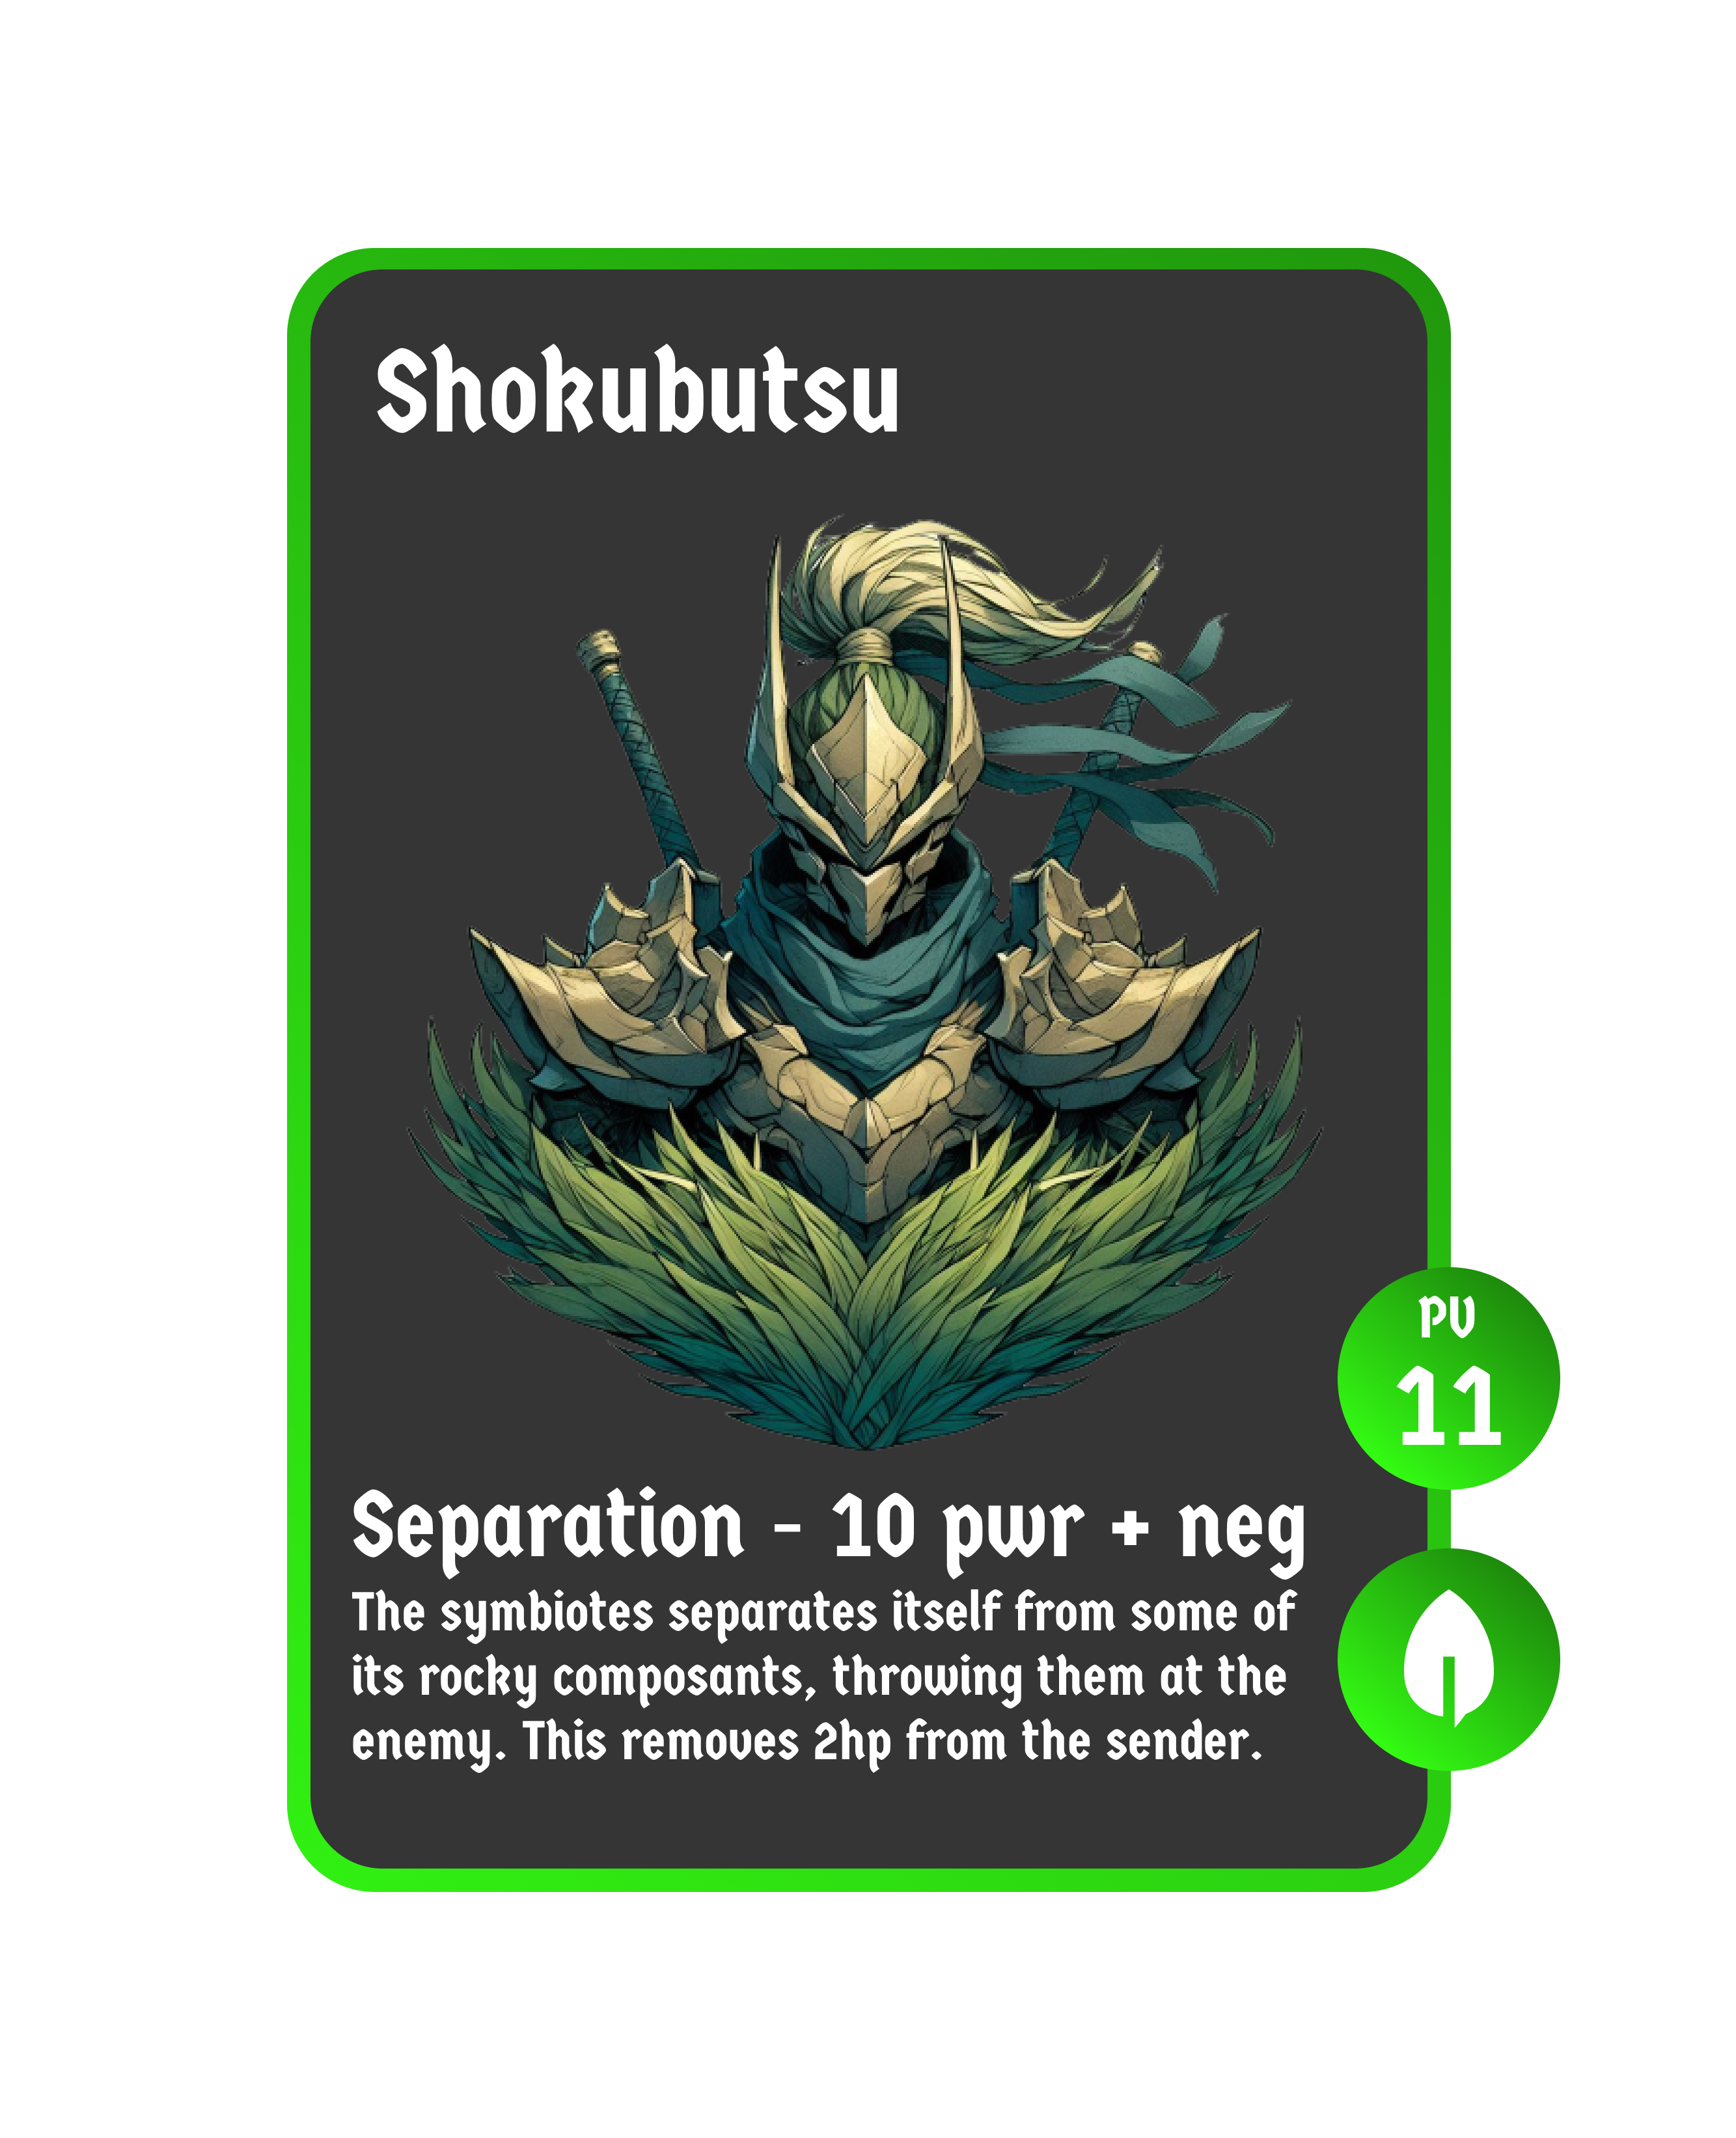 Shokubutsu
PV
11
Separation - 10 pwr + neg
The symbiotes separates itself from some of
its rocky composants, throwing them at the
enemy. This removes 2hp from the sender.